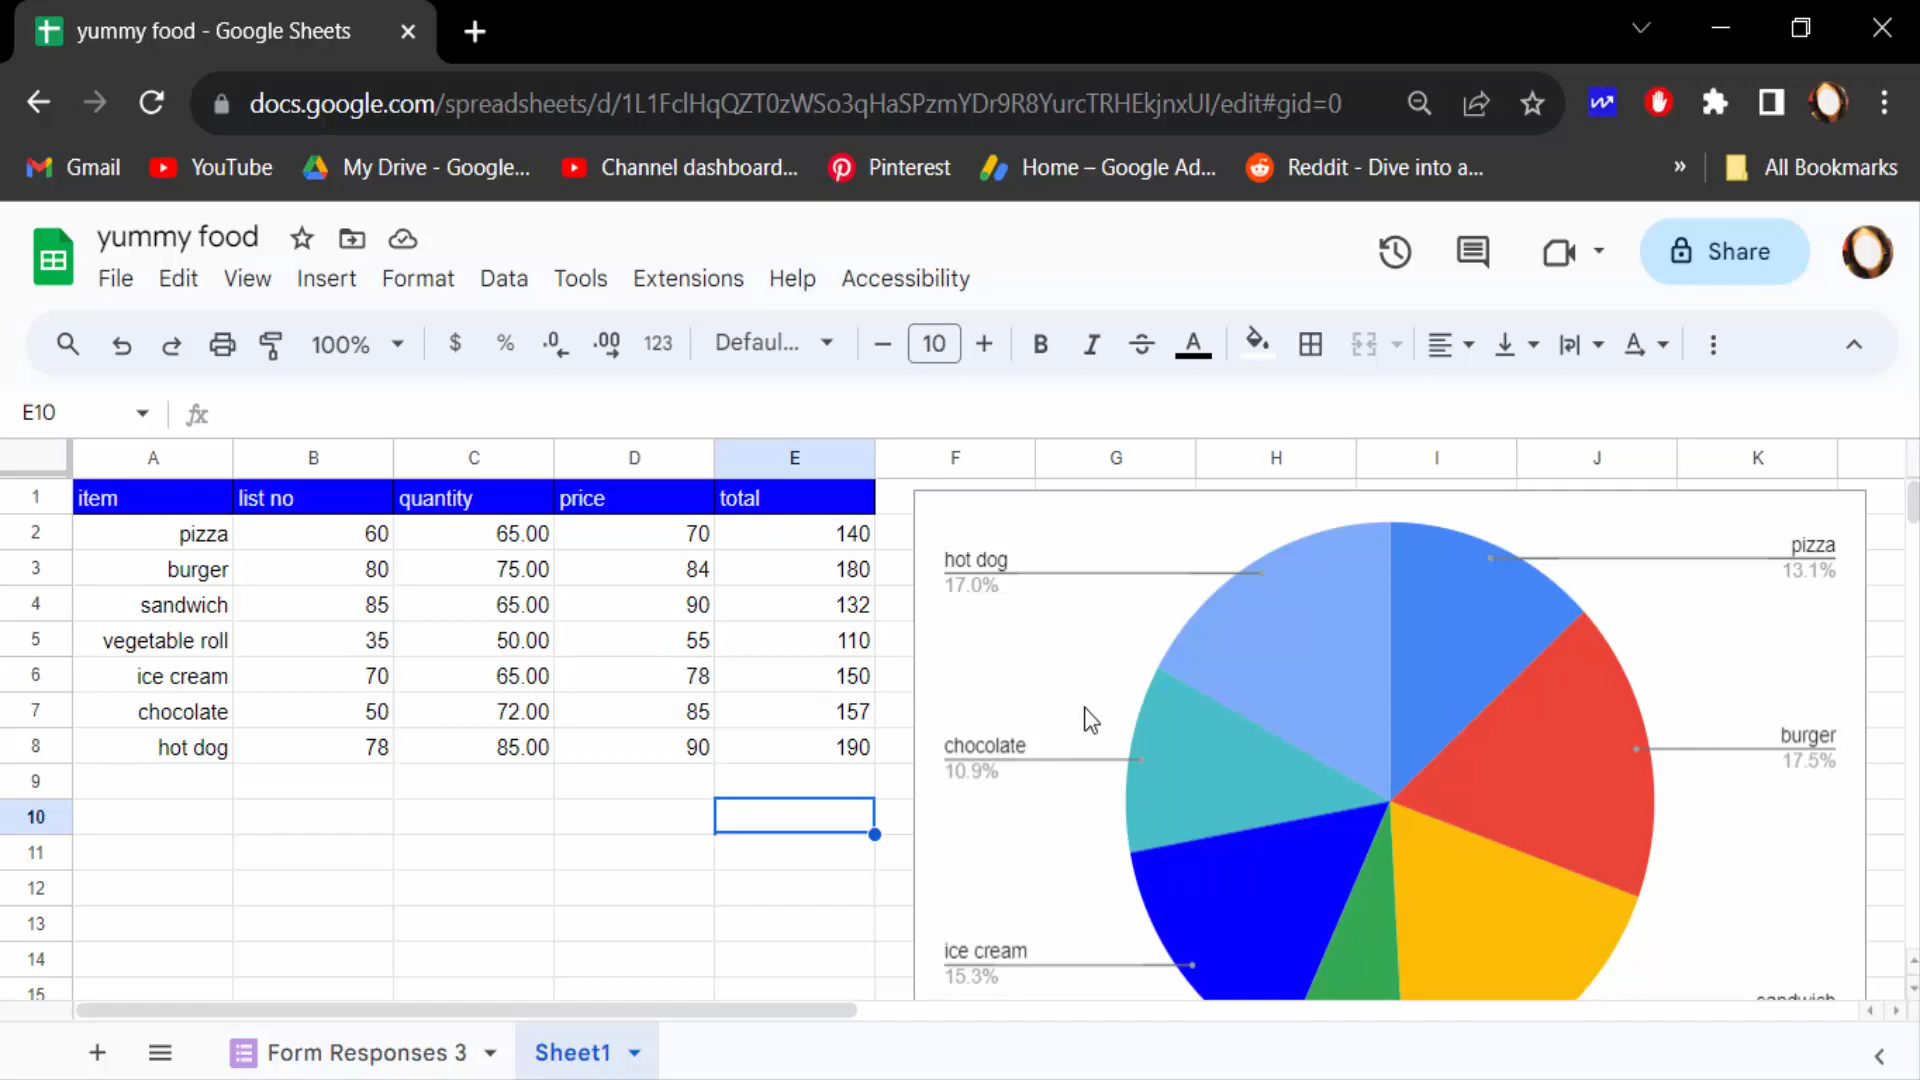 yummy food - Google Sheets
docs.google.com/spreadsheets/d/1L1FclHqQZT0zWSo3qHaSPzmYDr9R8YurcTRHEkjnxUI/edit#gid=0
Gmail YouTube My Drive - Google... Channel dashboard... Pinterest Home – Google Ad... Reddit - Dive into a... » All Bookmarks
yummy food
Share
File Edit View Insert Format Data Tools Extensions Help Accessibility
100% $ % .0 .00 123 Defaul... 10 B I A A
E10 fx
A B C D E F G H I J K
1 item list no quantity price total
2 pizza 60 65.00 70 140
3 burger 80 75.00 84 180
4 sandwich 85 65.00 90 132
5 vegetable roll 35 50.00 55 110
6 ice cream 70 65.00 78 150
7 chocolate 50 72.00 85 157
8 hot dog 78 85.00 90 190
9
10
11
12
13
14
15
hot dog
17.0%
pizza
13.1%
chocolate
10.9%
burger
17.5%
ice cream
15.3%
sandwich
Form Responses 3 Sheet1